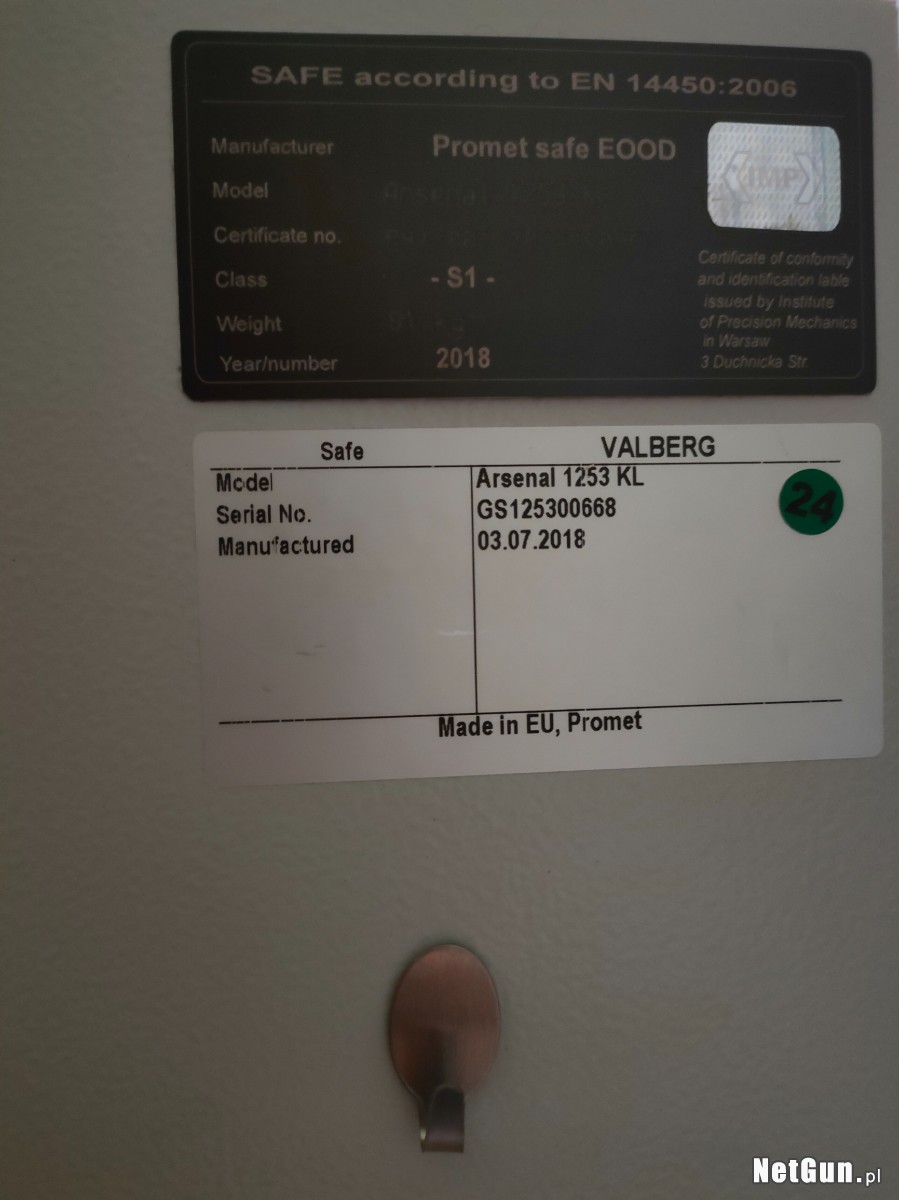 SAFE according to EN 14450:2006
Manufacturer Promet safe EOOD
Model
Certificate no.
Class - S1 -
Weight
Year/number 2018
IMP
Certificate of conformity
and identification lable
issued by Institute
of Precision Mechanics
in Warsaw
3 Duchnicka Str.
Safe VALBERG
Model Arsenal 1253 KL
Serial No. GS125300668
Manufactured 03.07.2018
24
Made in EU, Promet
NetGun.pl